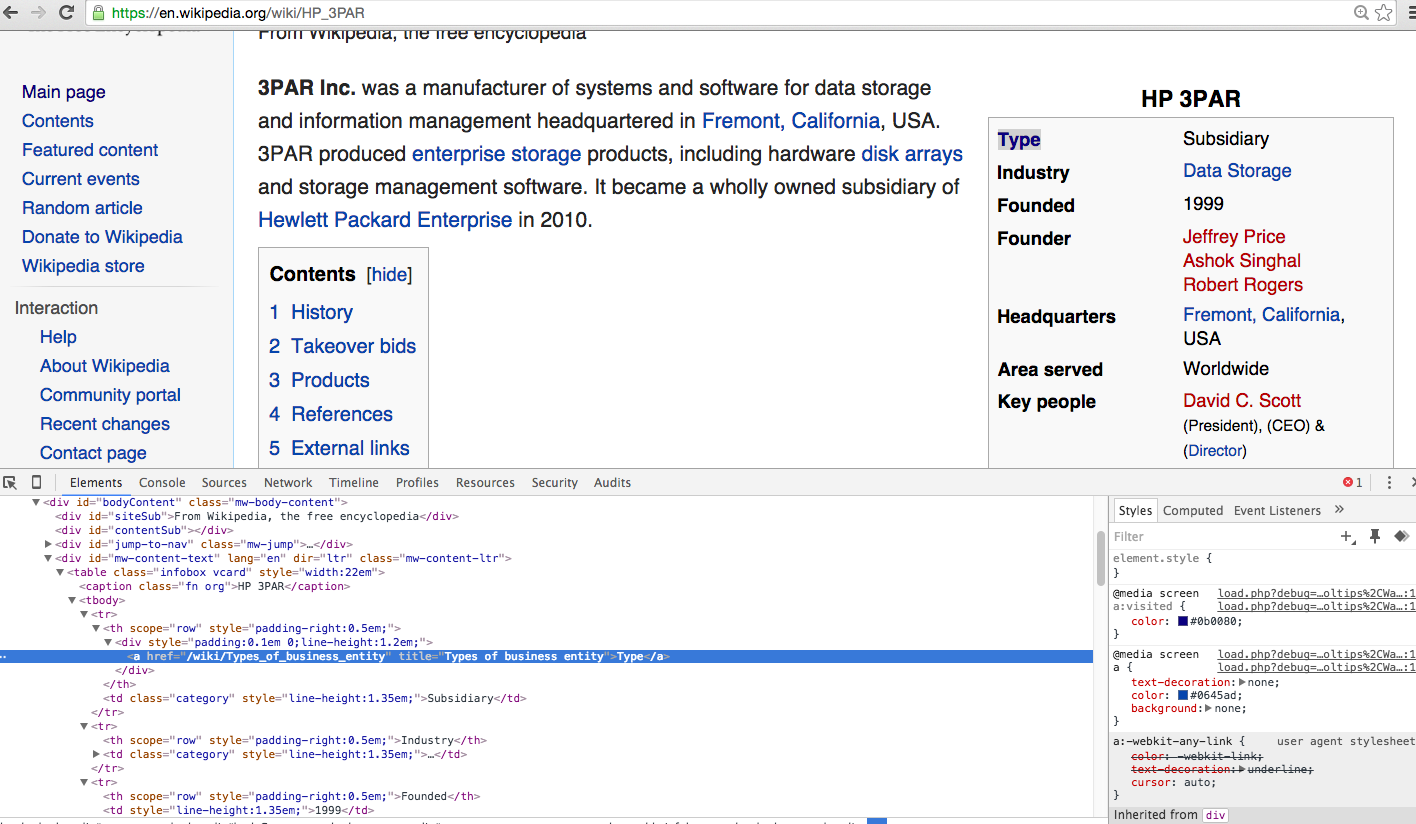 https://en.wikipedia.org/wiki/HP_3PAR
From Wikipedia, the free encyclopedia
Main page
Contents
Featured content
Current events
Random article
Donate to Wikipedia
Wikipedia store
Interaction
Help
About Wikipedia
Community portal
Recent changes
Contact page
3PAR Inc. was a manufacturer of systems and software for data storage
and information management headquartered in Fremont, California, USA.
3PAR produced enterprise storage products, including hardware disk arrays
and storage management software. It became a wholly owned subsidiary of
Hewlett Packard Enterprise in 2010.
Contents [hide]
1 History
2 Takeover bids
3 Products
4 References
5 External links
HP 3PAR
Type Subsidiary
Industry Data Storage
Founded 1999
Founder Jeffrey Price
Ashok Singhal
Robert Rogers
Headquarters Fremont, California,
USA
Area served Worldwide
Key people David C. Scott
(President), (CEO) &
(Director)
Elements Console Sources Network Timeline Profiles Resources Security Audits 1
<div id="bodyContent" class="mw-body-content">
<div id="siteSub">From Wikipedia, the free encyclopedia</div>
<div id="contentSub"></div>
<div id="jump-to-nav" class="mw-jump">…</div>
<div id="mw-content-text" lang="en" dir="ltr" class="mw-content-ltr">
<table class="infobox vcard" style="width:22em">
<caption class="fn org">HP 3PAR</caption>
<tbody>
<tr>
<th scope="row" style="padding-right:0.5em;">
<div style="padding:0.1em 0;line-height:1.2em;">
<a href="/wiki/Types_of_business_entity" title="Types of business entity">Type</a>
</div>
</th>
<td class="category" style="line-height:1.35em;">Subsidiary</td>
</tr>
<tr>
<th scope="row" style="padding-right:0.5em;">Industry</th>
<td class="category" style="line-height:1.35em;">…</td>
</tr>
<tr>
<th scope="row" style="padding-right:0.5em;">Founded</th>
<td style="line-height:1.35em;">1999</td>
Styles Computed Event Listeners »
Filter
element.style {
}
@media screen load.php?debug=…oltips%2CWa…:1
a:visited { load.php?debug=…oltips%2CWa…:1
color: #0b0080;
}
@media screen load.php?debug=…oltips%2CWa…:1
a { load.php?debug=…oltips%2CWa…:1
text-decoration: none;
color: #0645ad;
background: none;
}
a:-webkit-any-link { user agent stylesheet
color: -webkit-link;
text-decoration: underline;
cursor: auto;
}
Inherited from div